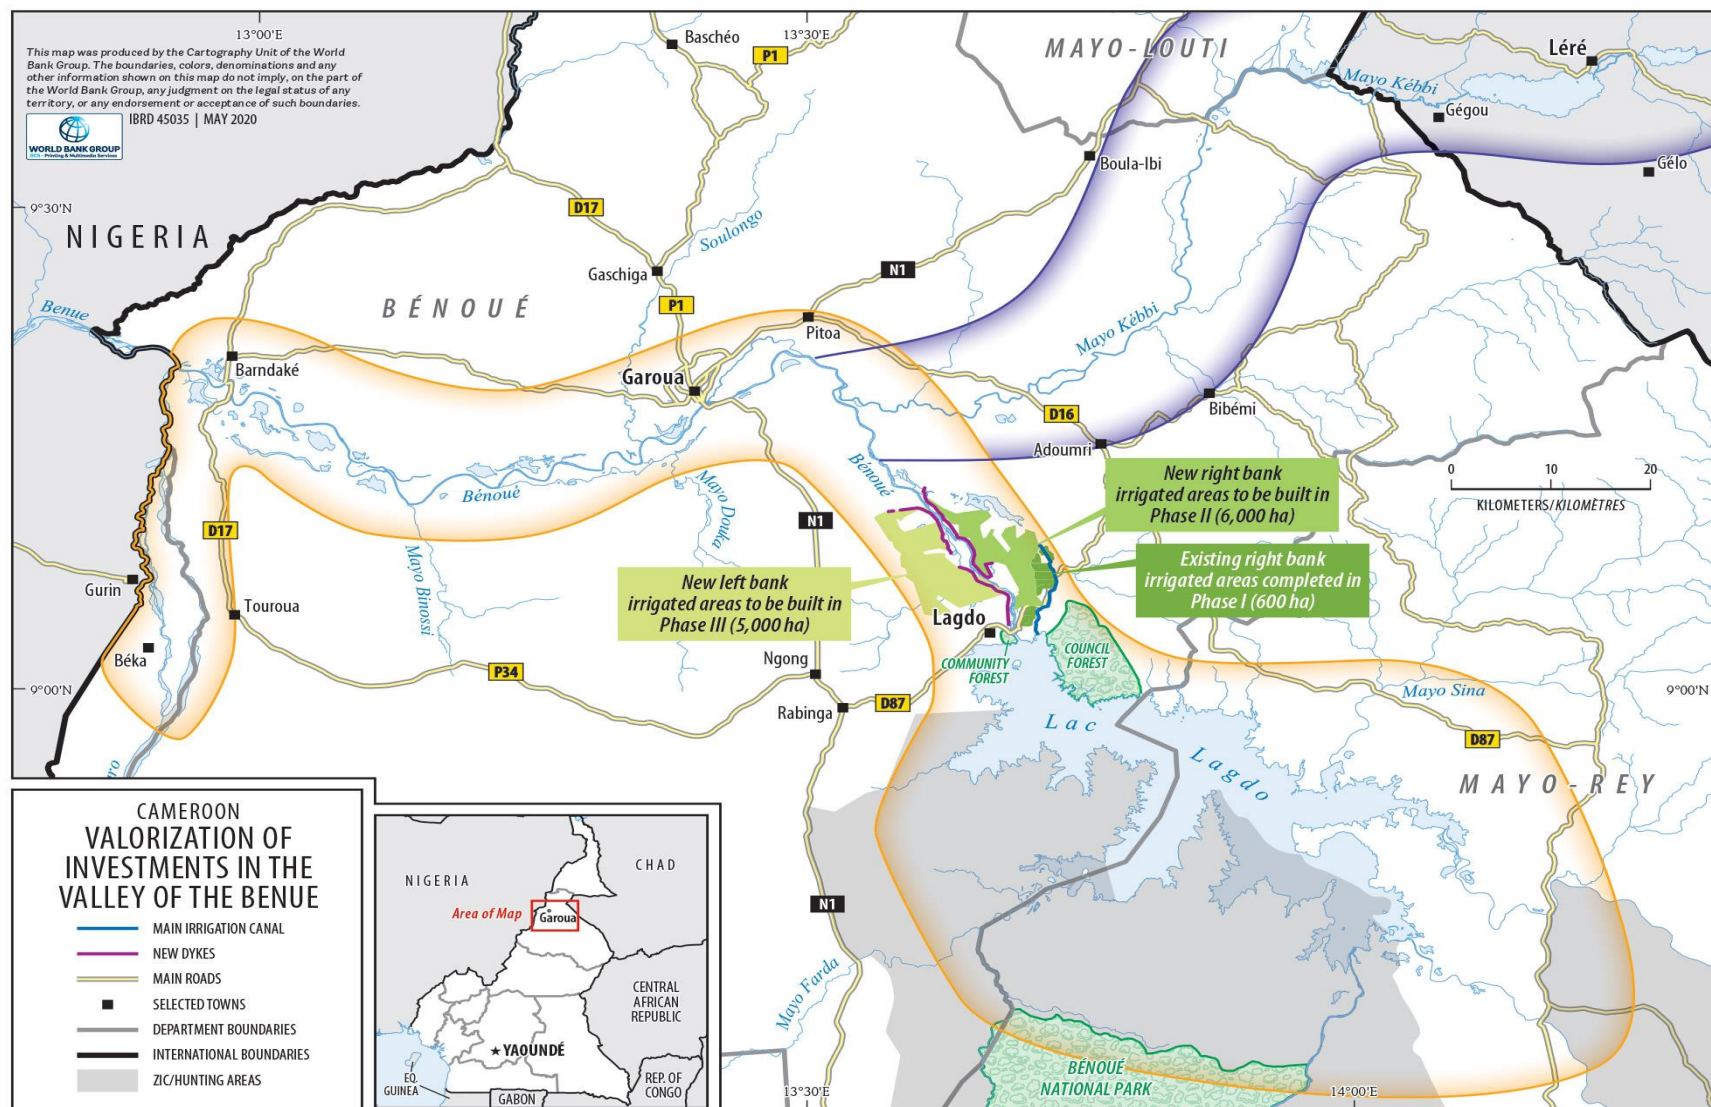 13°00'E
13°30'E
This map was produced by the Cartography Unit of the World
Bank Group. The boundaries, colors, denominations and any
other information shown on this map do not imply, on the part of
the World Bank Group, any judgment on the legal status of any
territory, or any endorsement or acceptance of such boundaries.
IBRD 45035 | MAY 2020
WORLD BANK GROUP
GCS - Printing & Multimedia Services
Baschéo
P1
MAYO-LOUTI
Léré
Mayo Kébbi
Gégou
Boula-Ibi
Gélo
9°30'N
NIGERIA
D17
Soulongo
Gaschiga
N1
P1
BÉNOUÉ
Benue
Pitoa
Mayo Kébbi
Barndaké
Garoua
Bibémi
D16
Adoumri
Bénoué
Bénoué
Mayo Douka
0 10 20
KILOMETERS/KILOMÈTRES
New right bank
irrigated areas to be built in
Phase II (6,000 ha)
D17
N1
Mayo Binossi
Existing right bank
irrigated areas completed in
Phase I (600 ha)
New left bank
irrigated areas to be built in
Phase III (5,000 ha)
Gurin
Touroua
Lagdo
Béka
Ngong
COMMUNITY
FOREST
COUNCIL
FOREST
P34
9°00'N
9°00'N
Mayo Sina
Rabinga
D87
Lac
Lagdo
D87
MAYO-REY
aro
CAMEROON
VALORIZATION OF
INVESTMENTS IN THE
VALLEY OF THE BENUE
MAIN IRRIGATION CANAL
NEW DYKES
MAIN ROADS
SELECTED TOWNS
DEPARTMENT BOUNDARIES
INTERNATIONAL BOUNDARIES
ZIC/HUNTING AREAS
NIGERIA
CHAD
Area of Map
Garoua
CENTRAL
AFRICAN
REPUBLIC
YAOUNDÉ
EQ.
GUINEA
GABON
REP. OF
CONGO
N1
Mayo Farda
BÉNOUÉ
NATIONAL PARK
13°30'E
14°00'E